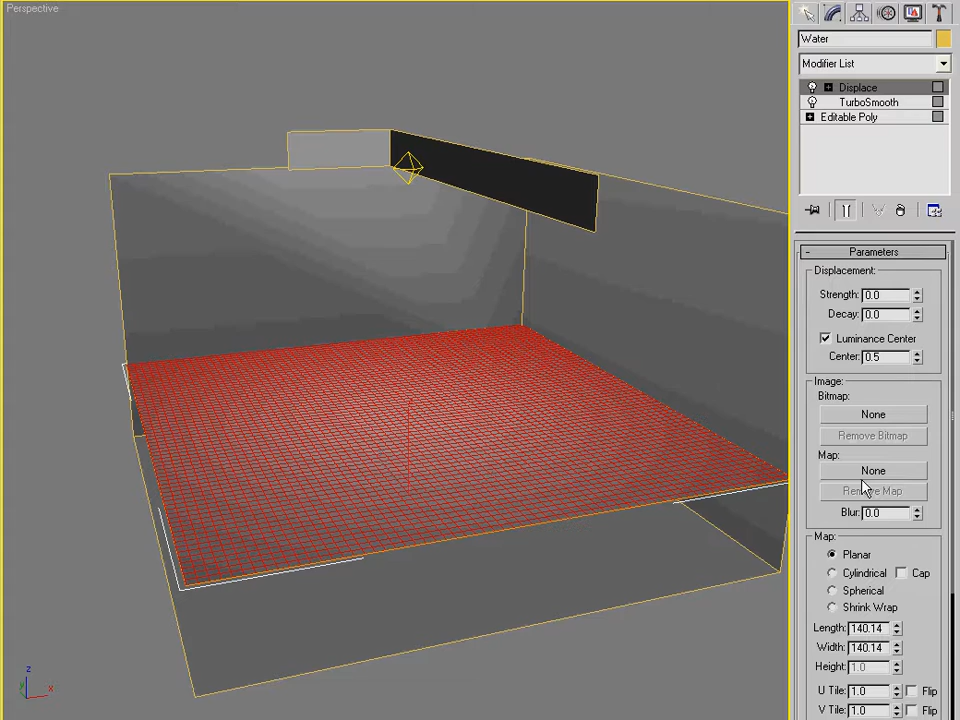 Perspective
Water
Modifier List
Displace
TurboSmooth
Editable Poly
- Parameters
Displacement:
Strength: 0.0
Decay: 0.0
Luminance Center
Center: 0.5
Image:
Bitmap:
None
Remove Bitmap
Map:
None
Remove Map
Blur: 0.0
Map:
Planar
Cylindrical Cap
Spherical
Shrink Wrap
Length: 140.14
Width: 140.14
Height: 1.0
U Tile: 1.0 Flip
V Tile: 1.0 Flip
z
y
x